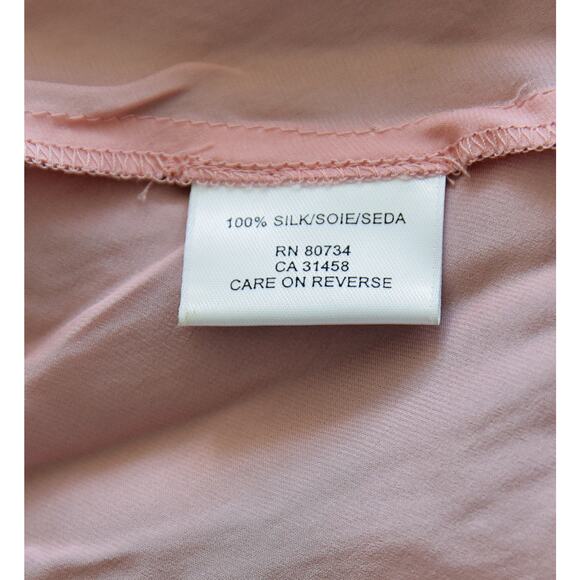 100% SILK/SOIE/SEDA
RN 80734
CA 31458
CARE ON REVERSE